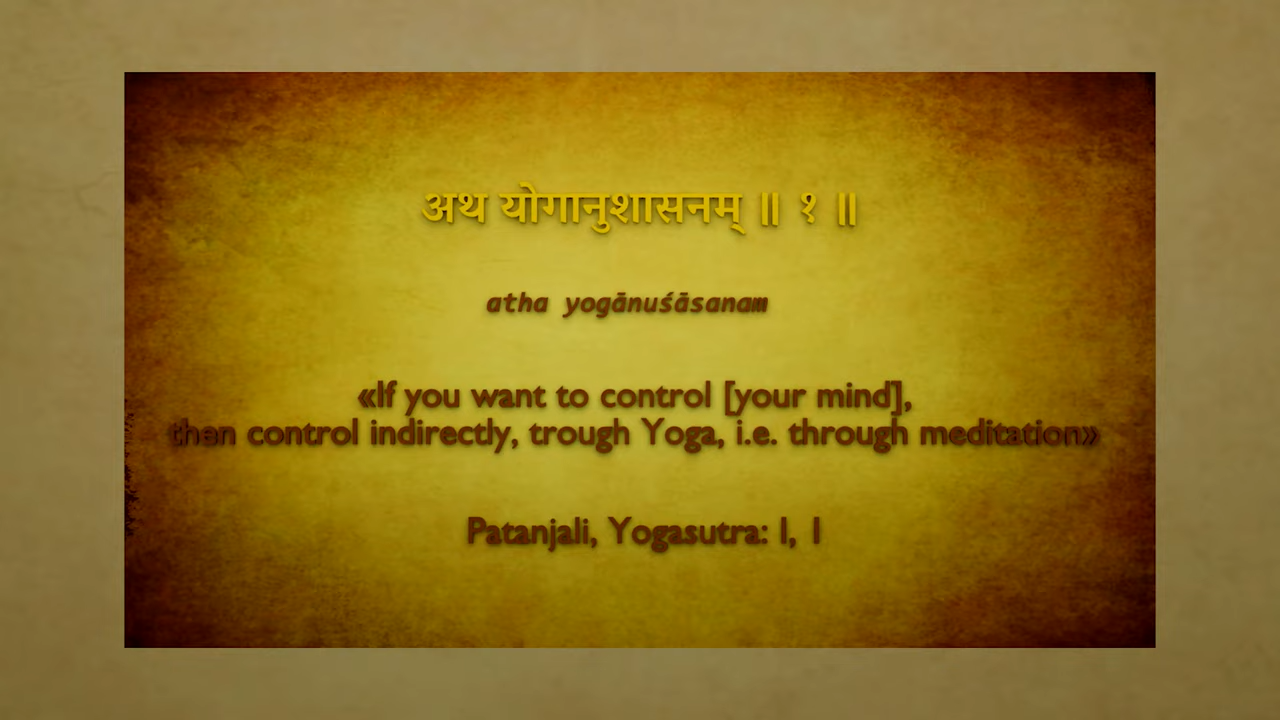 अथ योगानुशासनम् ॥ १ ॥
atha yogānuśāsanam
«If you want to control [your mind],
then control indirectly, trough Yoga, i.e. through meditation»
Patanjali, Yogasutra: I, 1